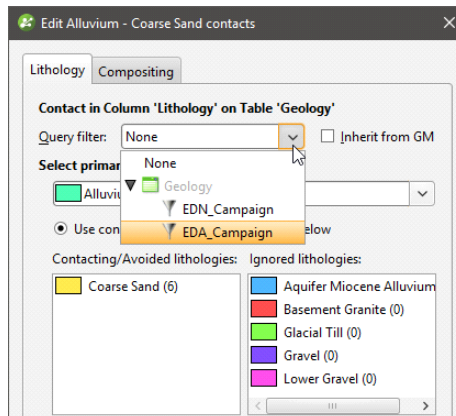 Edit Alluvium - Coarse Sand contacts
Lithology Compositing
Contact in Column 'Lithology' on Table 'Geology'
Query filter: None Inherit from GM
None
Select primar
Geology
Alluviu
EDN_Campaign
EDA_Campaign
Use con elow
Contacting/Avoided lithologies: Ignored lithologies:
Coarse Sand (6) Aquifer Miocene Alluvium
Basement Granite (0)
Glacial Till (0)
Gravel (0)
Lower Gravel (0)